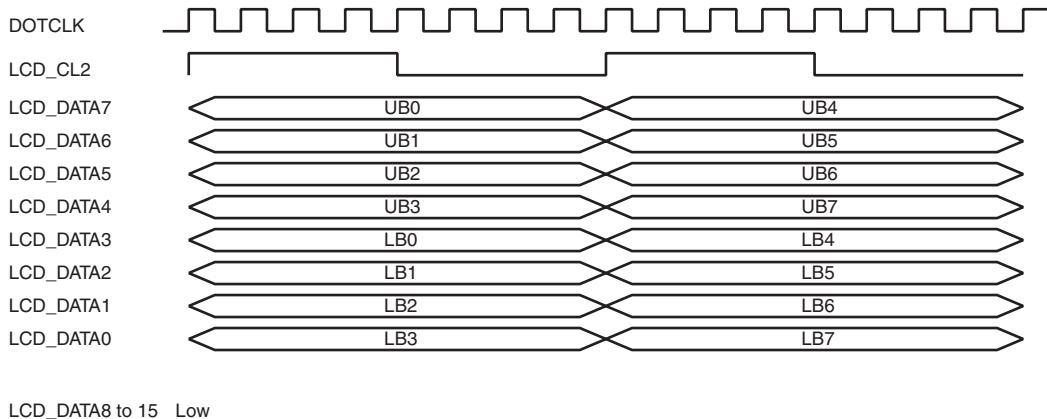 DOTCLK
LCD_CL2
LCD_DATA7 UB0 UB4
LCD_DATA6 UB1 UB5
LCD_DATA5 UB2 UB6
LCD_DATA4 UB3 UB7
LCD_DATA3 LB0 LB4
LCD_DATA2 LB1 LB5
LCD_DATA1 LB2 LB6
LCD_DATA0 LB3 LB7
LCD_DATA8 to 15 Low